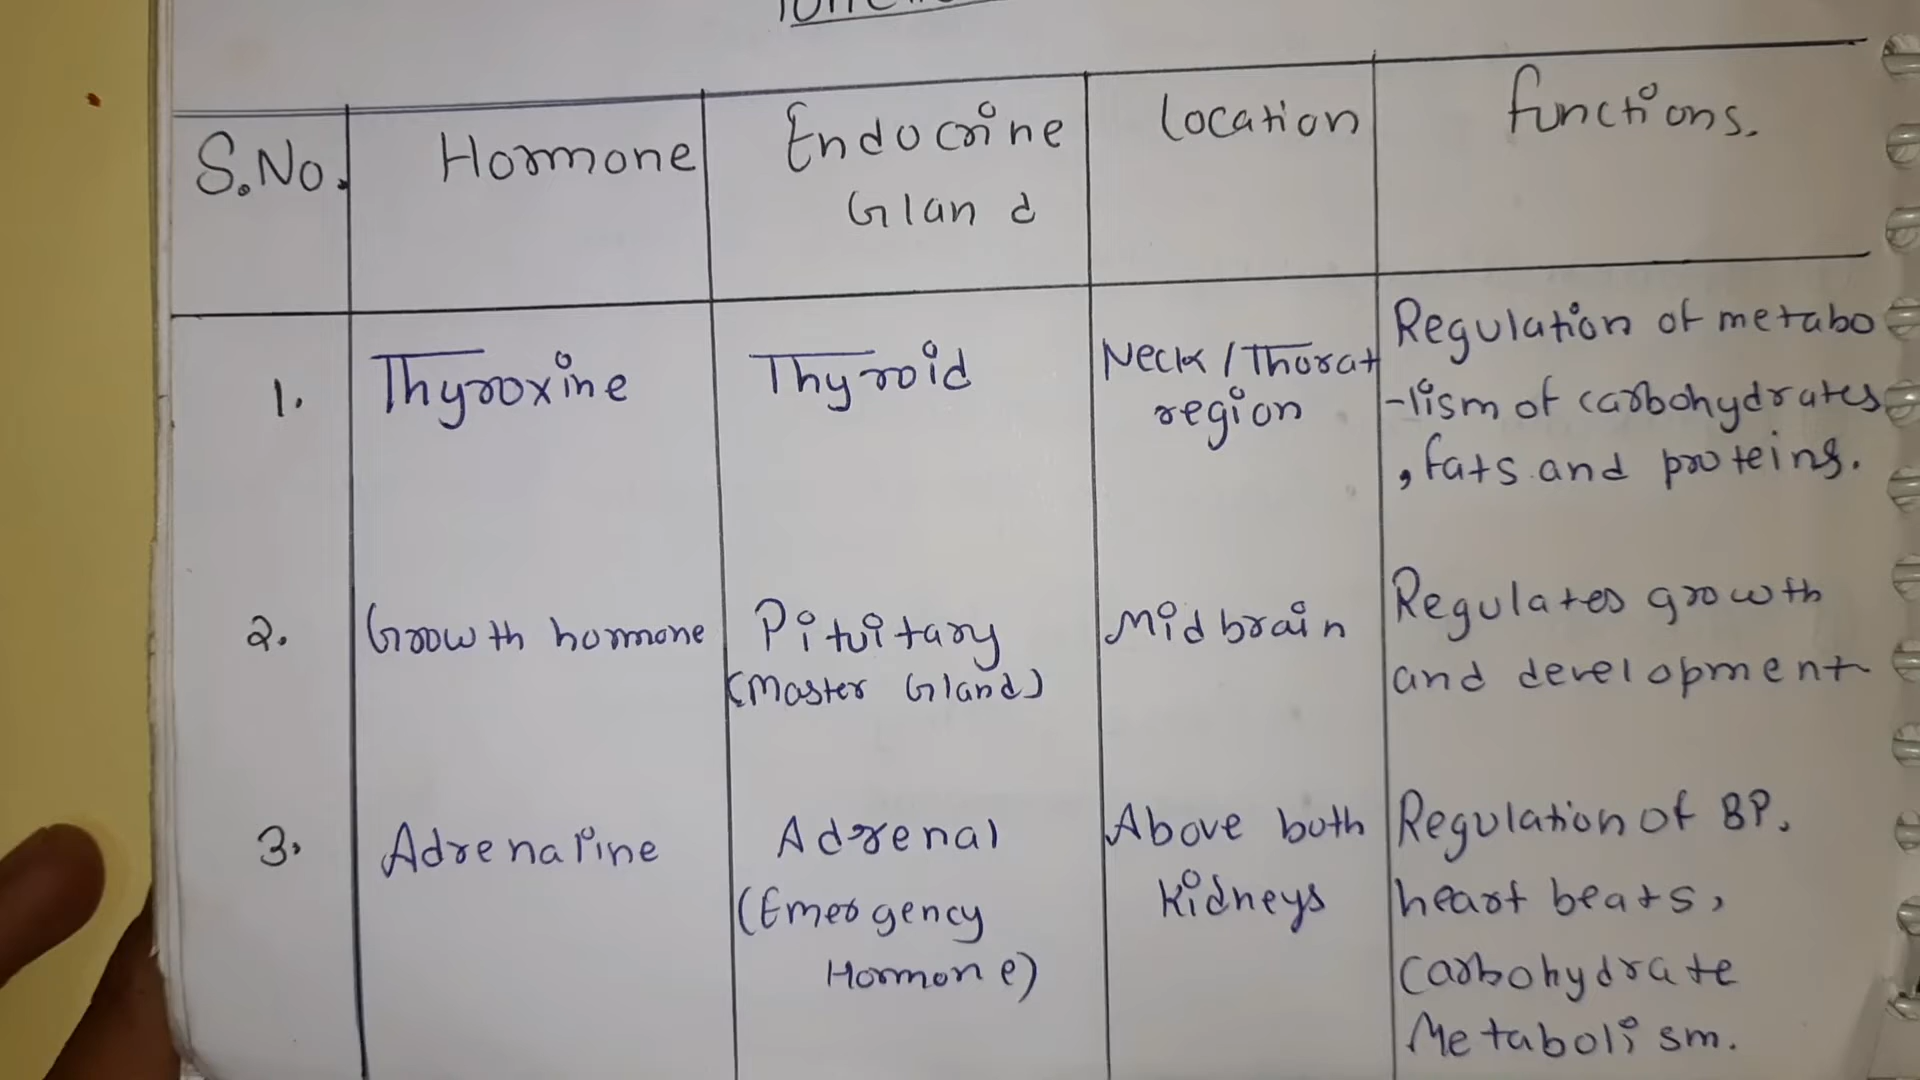 S.No.
Hormone
Endocrine
Gland
Location
functions.
1.
Thyroxine
Thyroid
Neck / Thorat
region
Regulation of metabo
-lism of carbohydrates
, fats and proteins.
2.
Growth hormone
Pituitary
(Master Gland)
Midbrain
Regulates growth
and development
3.
Adrenaline
Adrenal
(Emergency
Hormone)
Above both
kidneys
Regulation of BP.
heart beats,
carbohydrate
Metabolism.